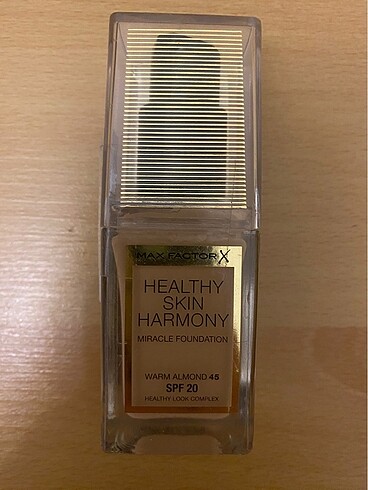 MAX FACTOR X
HEALTHY
SKIN
HARMONY
MIRACLE FOUNDATION
WARM ALMOND 45
SPF 20
HEALTHY LOOK COMPLEX